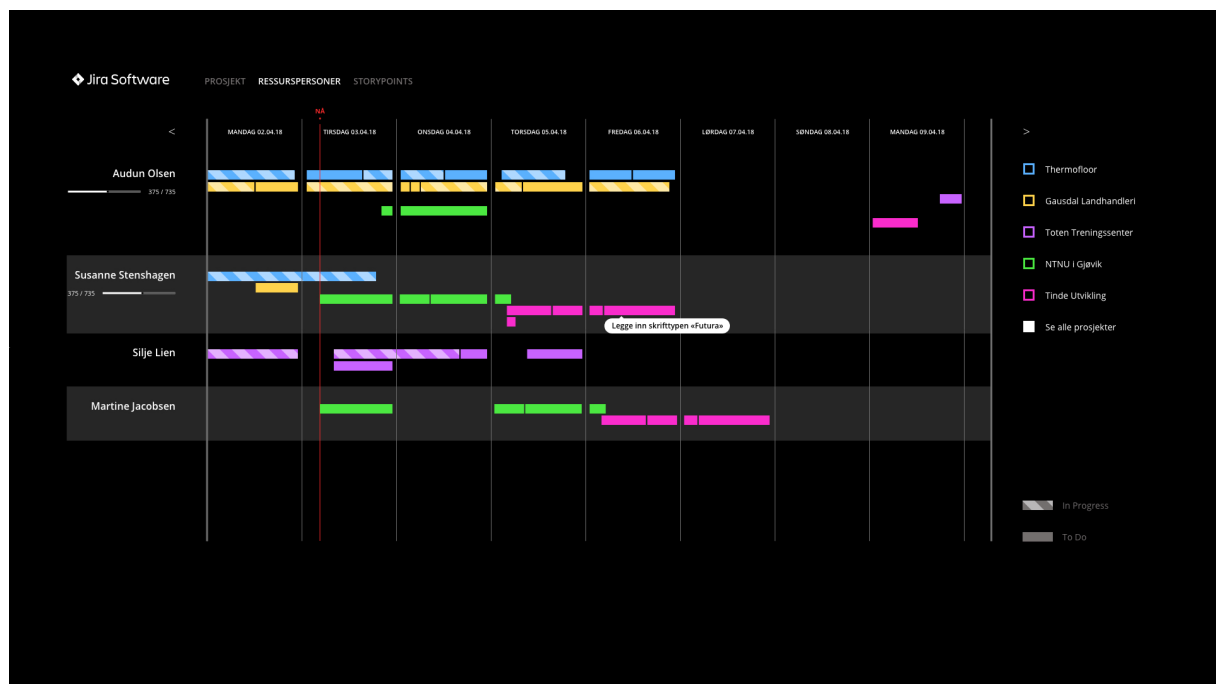 Jira Software PROSJEKT RESSURSPERSONER STORYPOINTS
NÅ
< MANDAG 02.04.18 TIRSDAG 03.04.18 ONSDAG 04.04.18 TORSDAG 05.04.18 FREDAG 06.04.18 LØRDAG 07.04.18 SØNDAG 08.04.18 MANDAG 09.04.18 >
Audun Olsen
375 / 735
Susanne Stenshagen
375 / 735
Legge inn skrifttypen «Futura»
Silje Lien
Martine Jacobsen
Thermofloor
Gausdal Landhandleri
Toten Treningssenter
NTNU i Gjøvik
Tinde Utvikling
Se alle prosjekter
In Progress
To Do